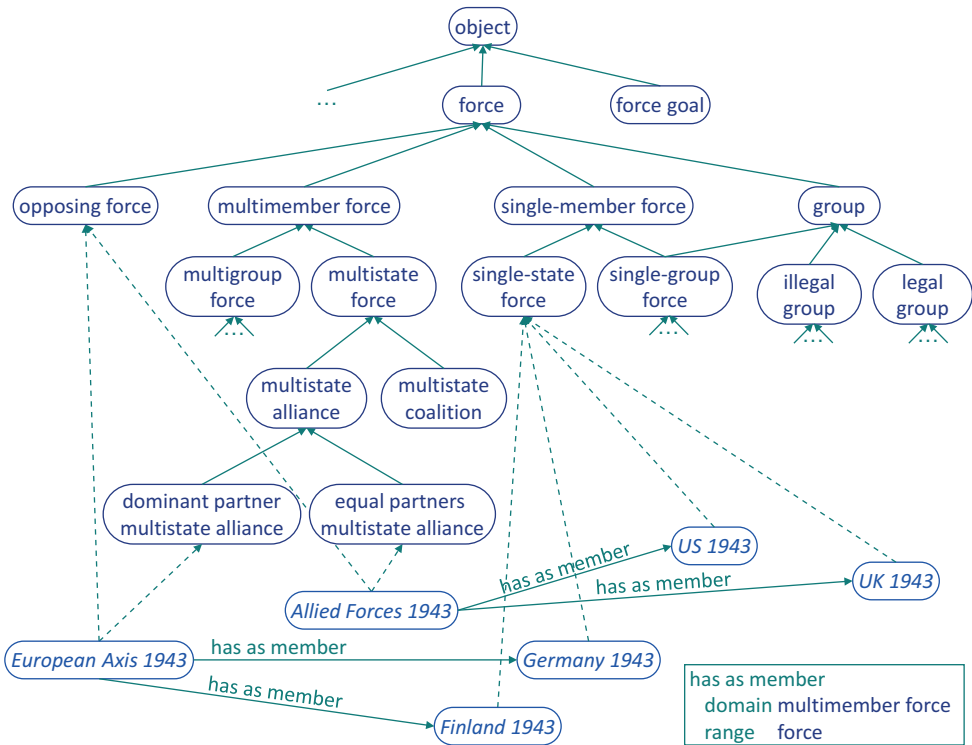 object
...
force
force goal
opposing force
multimember force
single-member force
group
multigroup
force
multistate
force
single-state
force
single-group
force
illegal
group
legal
group
...
...
...
...
multistate
alliance
multistate
coalition
dominant partner
multistate alliance
equal partners
multistate alliance
US 1943
has as member
has as member
UK 1943
Allied Forces 1943
has as member
European Axis 1943
Germany 1943
has as member
Finland 1943
has as member
domain multimember force
range force